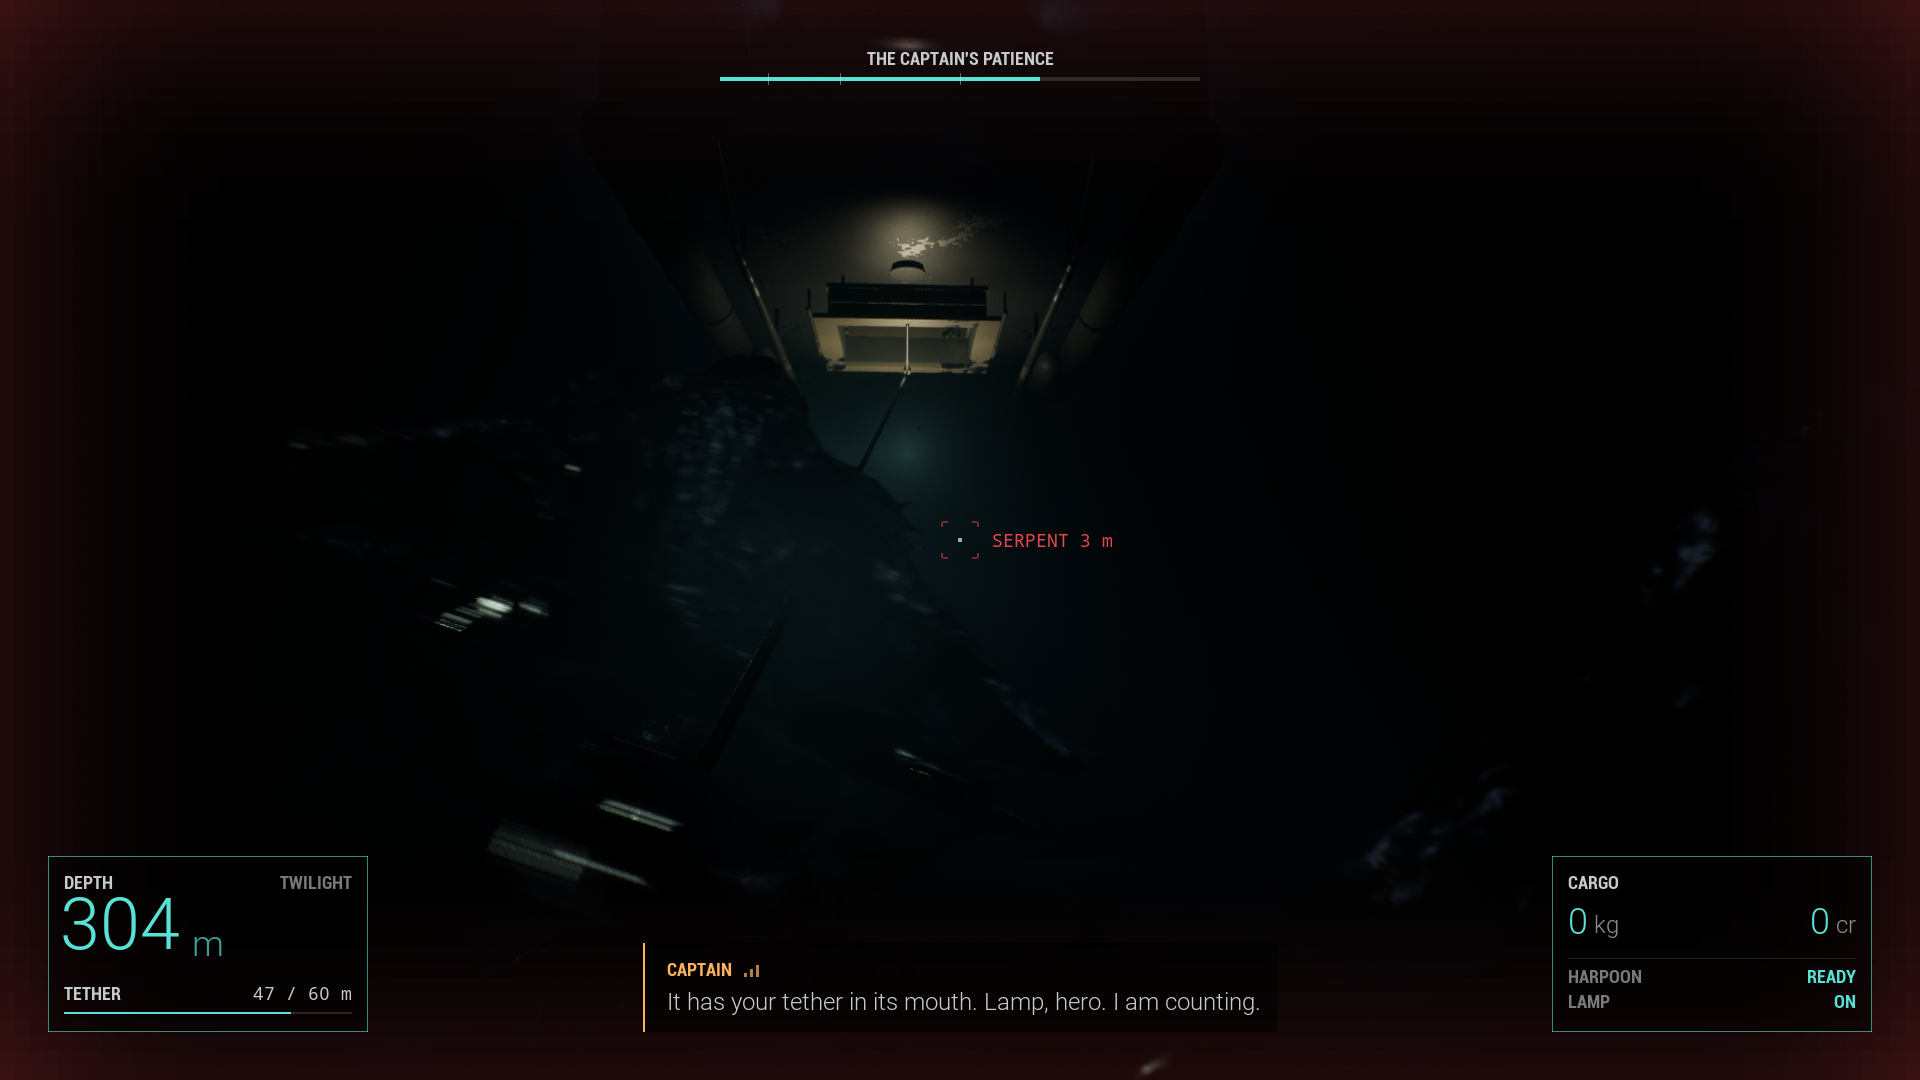 THE CAPTAIN'S PATIENCE
SERPENT 3 m
DEPTH TWILIGHT
304 m
TETHER 47 / 60 m
CAPTAIN
It has your tether in its mouth. Lamp, hero. I am counting.
CARGO
0 kg 0 cr
HARPOON READY
LAMP ON